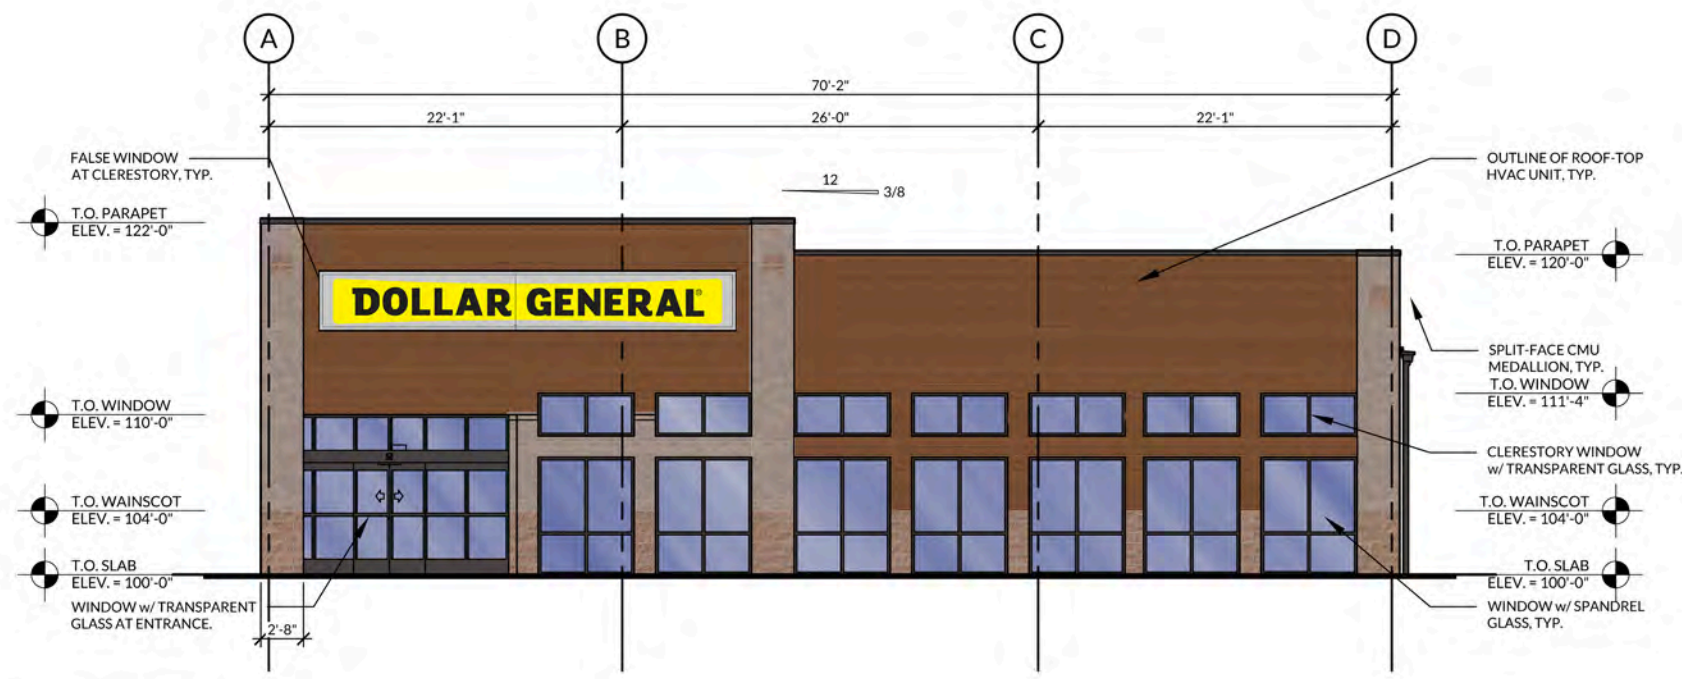 A
B
C
D
70'-2"
22'-1"
26'-0"
22'-1"
FALSE WINDOW
AT CLERESTORY, TYP.
12
3/8
OUTLINE OF ROOF-TOP
HVAC UNIT, TYP.
T.O. PARAPET
ELEV. = 122'-0"
T.O. PARAPET
ELEV. = 120'-0"
DOLLAR GENERAL®
SPLIT-FACE CMU
MEDALLION, TYP.
T.O. WINDOW
ELEV. = 111'-4"
T.O. WINDOW
ELEV. = 110'-0"
CLERESTORY WINDOW
w/ TRANSPARENT GLASS, TYP.
T.O. WAINSCOT
ELEV. = 104'-0"
T.O. WAINSCOT
ELEV. = 104'-0"
T.O. SLAB
ELEV. = 100'-0"
T.O. SLAB
ELEV. = 100'-0"
WINDOW w/ TRANSPARENT
GLASS AT ENTRANCE.
WINDOW w/ SPANDREL
GLASS, TYP.
2'-8"